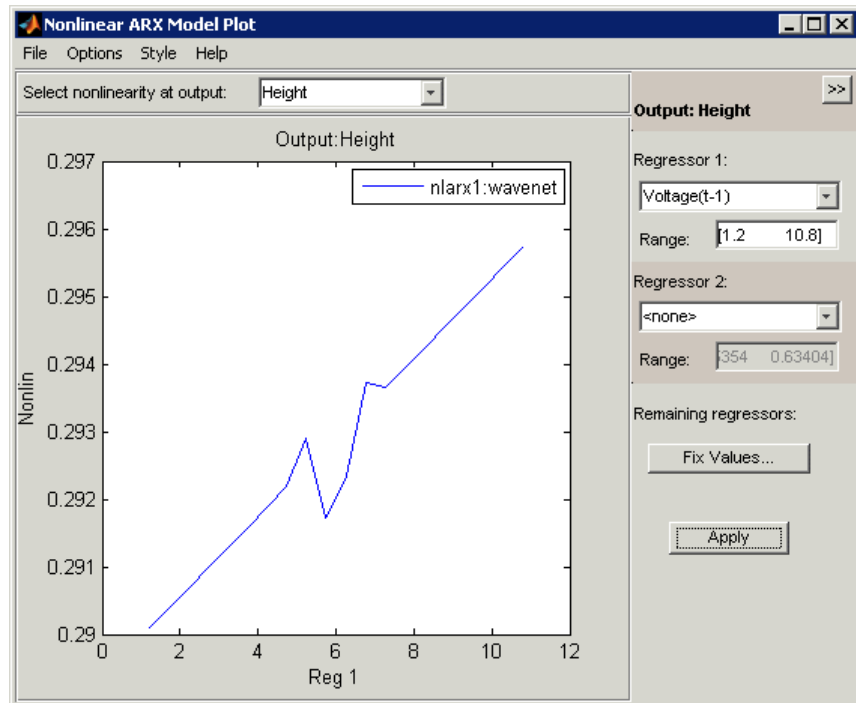 Nonlinear ARX Model Plot
File Options Style Help
Select nonlinearity at output: Height
>>
Output: Height
Output:Height
nlarx1:wavenet
0.297
0.296
0.295
0.294
0.293
0.292
0.291
0.29
Nonlin
0 2 4 6 8 10 12
Reg 1
Regressor 1:
Voltage(t-1)
Range: [1.2 10.8]
Regressor 2:
<none>
Range: 354 0.63404]
Remaining regressors:
Fix Values...
Apply